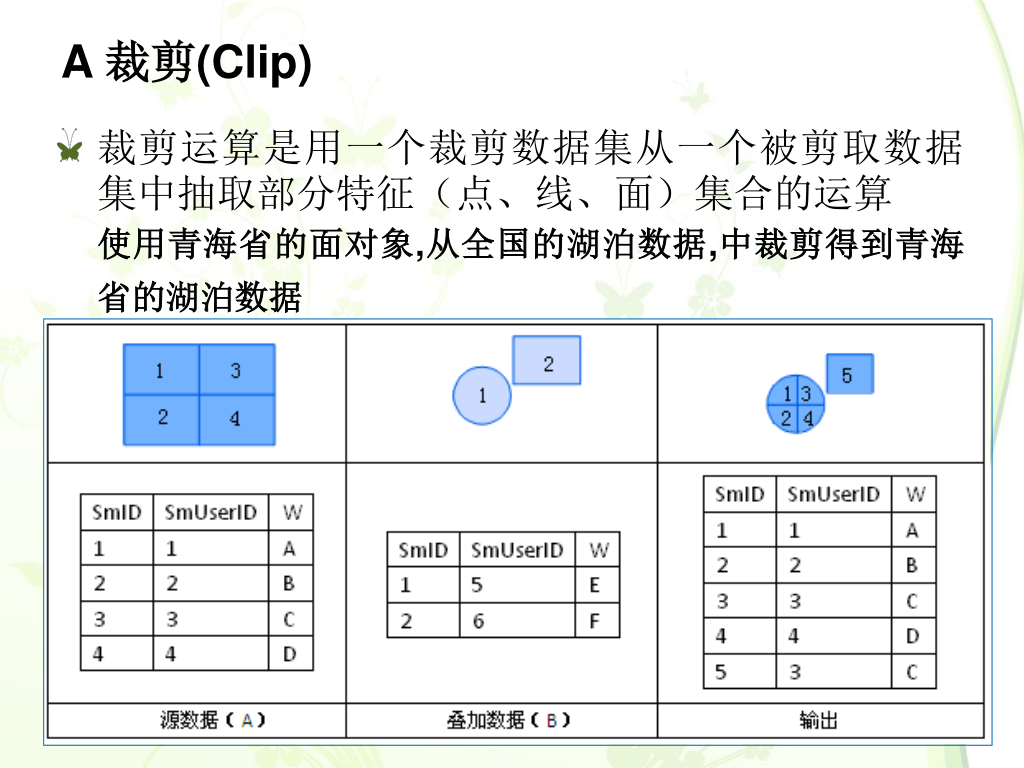 A 裁剪(Clip)
裁剪运算是用一个裁剪数据集从一个被剪取数据
集中抽取部分特征（点、线、面）集合的运算
使用青海省的面对象,从全国的湖泊数据,中裁剪得到青海
省的湖泊数据
1 3
2 4
1 2
5
1 3
2 4
SmID SmUserID W
1 1 A
2 2 B
3 3 C
4 4 D
SmID SmUserID W
1 5 E
2 6 F
SmID SmUserID W
1 1 A
2 2 B
3 3 C
4 4 D
5 3 C
源数据（A） 叠加数据（B） 输出